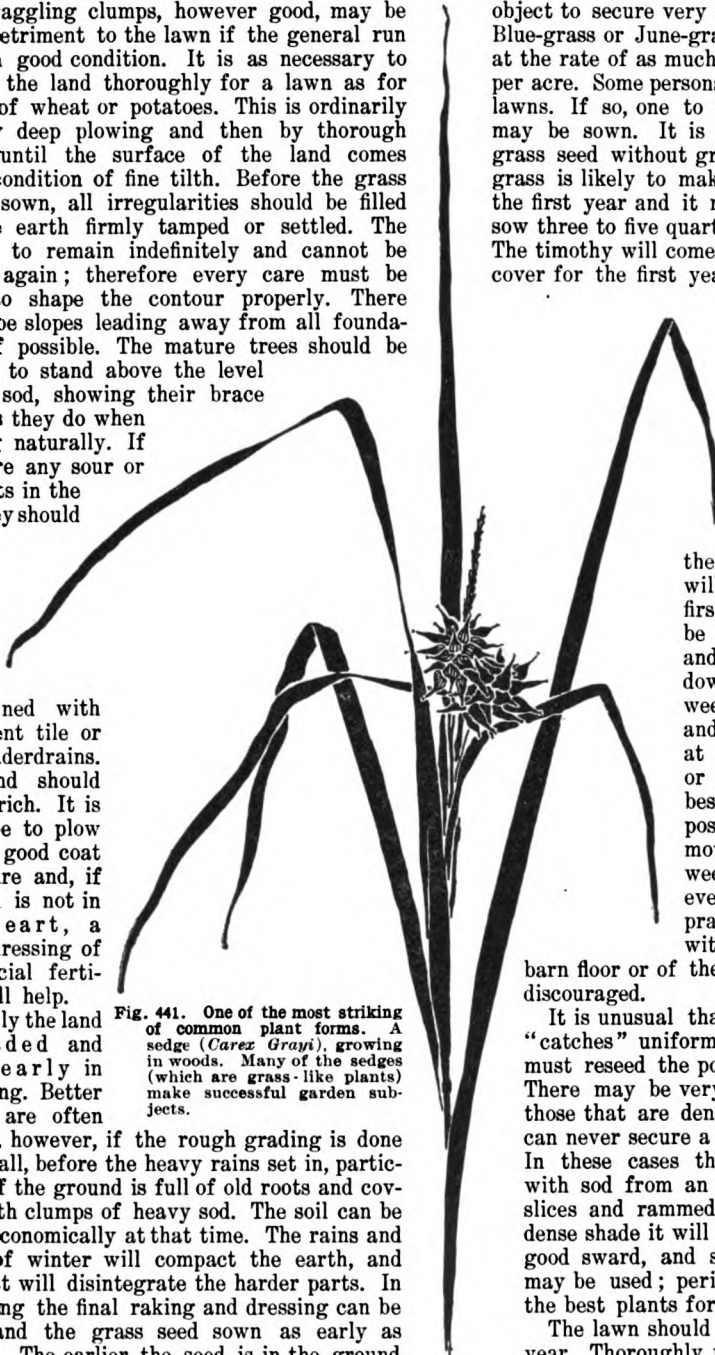 aggling clumps, however good, may be
etriment to the lawn if the general run
good condition. It is as necessary to
the land thoroughly for a lawn as for
of wheat or potatoes. This is ordinarily
deep plowing and then by thorough
until the surface of the land comes
condition of fine tilth. Before the grass
sown, all irregularities should be filled
earth firmly tamped or settled. The
to remain indefinitely and cannot be
again; therefore every care must be
o shape the contour properly. There
be slopes leading away from all founda-
f possible. The mature trees should be
to stand above the level
sod, showing their brace
s they do when
g naturally. If
re any sour or
ts in the
ey should
ned with
ent tile or
derdrains.
nd should
rich. It is
e to plow
good coat
re and, if
is not in
eart, a
ressing of
cial ferti-
ll help.
ly the land
ded and
early in
ng. Better
are often
, however, if the rough grading is done
all, before the heavy rains set in, partic-
f the ground is full of old roots and cov-
th clumps of heavy sod. The soil can be
conomically at that time. The rains and
of winter will compact the earth, and
t will disintegrate the harder parts. In
ng the final raking and dressing can be
and the grass seed sown as early as
The earlier the seed is in the ground
Fig. 441. One of the most striking
of common plant forms. A
sedge (Carex Grayi), growing
in woods. Many of the sedges
(which are grass-like plants)
make successful garden sub-
jects.
object to secure very
Blue-grass or June-gra
at the rate of as much
per acre. Some persons
lawns. If so, one to
may be sown. It is
grass seed without gr
grass is likely to mak
the first year and it m
sow three to five quart
The timothy will come
cover for the first yea
the
wil
firs
be
and
dow
wee
and
at
or
bes
pos
mov
wee
eve
pra
wit
barn floor or of the
discouraged.
It is unusual tha
"catches" uniform
must reseed the po
There may be very
those that are den
can never secure a
In these cases th
with sod from an
slices and rammed
dense shade it will
good sward, and s
may be used; peri
the best plants for
The lawn should
year. Thoroughly